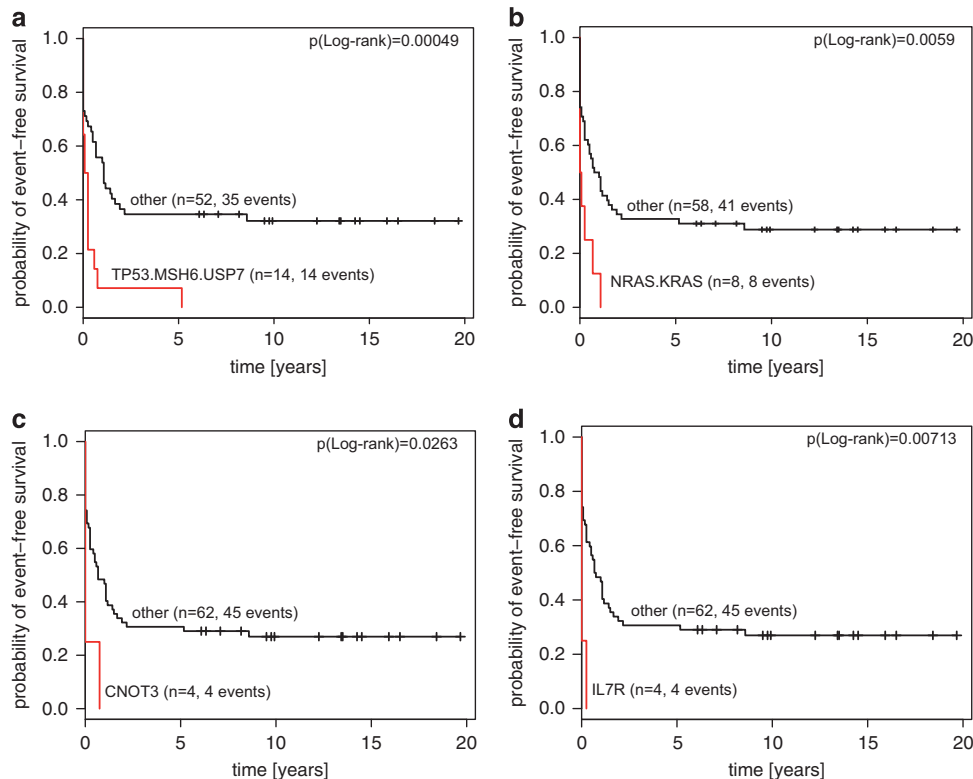 a
p(Log-rank)=0.00049
probability of event-free survival
1.0
0.8
0.6
0.4
0.2
0.0
other (n=52, 35 events)
TP53.MSH6.USP7 (n=14, 14 events)
0 5 10 15 20
time [years]
b
p(Log-rank)=0.0059
probability of event-free survival
1.0
0.8
0.6
0.4
0.2
0.0
other (n=58, 41 events)
NRAS.KRAS (n=8, 8 events)
0 5 10 15 20
time [years]
c
p(Log-rank)=0.0263
probability of event-free survival
1.0
0.8
0.6
0.4
0.2
0.0
other (n=62, 45 events)
CNOT3 (n=4, 4 events)
0 5 10 15 20
time [years]
d
p(Log-rank)=0.00713
probability of event-free survival
1.0
0.8
0.6
0.4
0.2
0.0
other (n=62, 45 events)
IL7R (n=4, 4 events)
0 5 10 15 20
time [years]